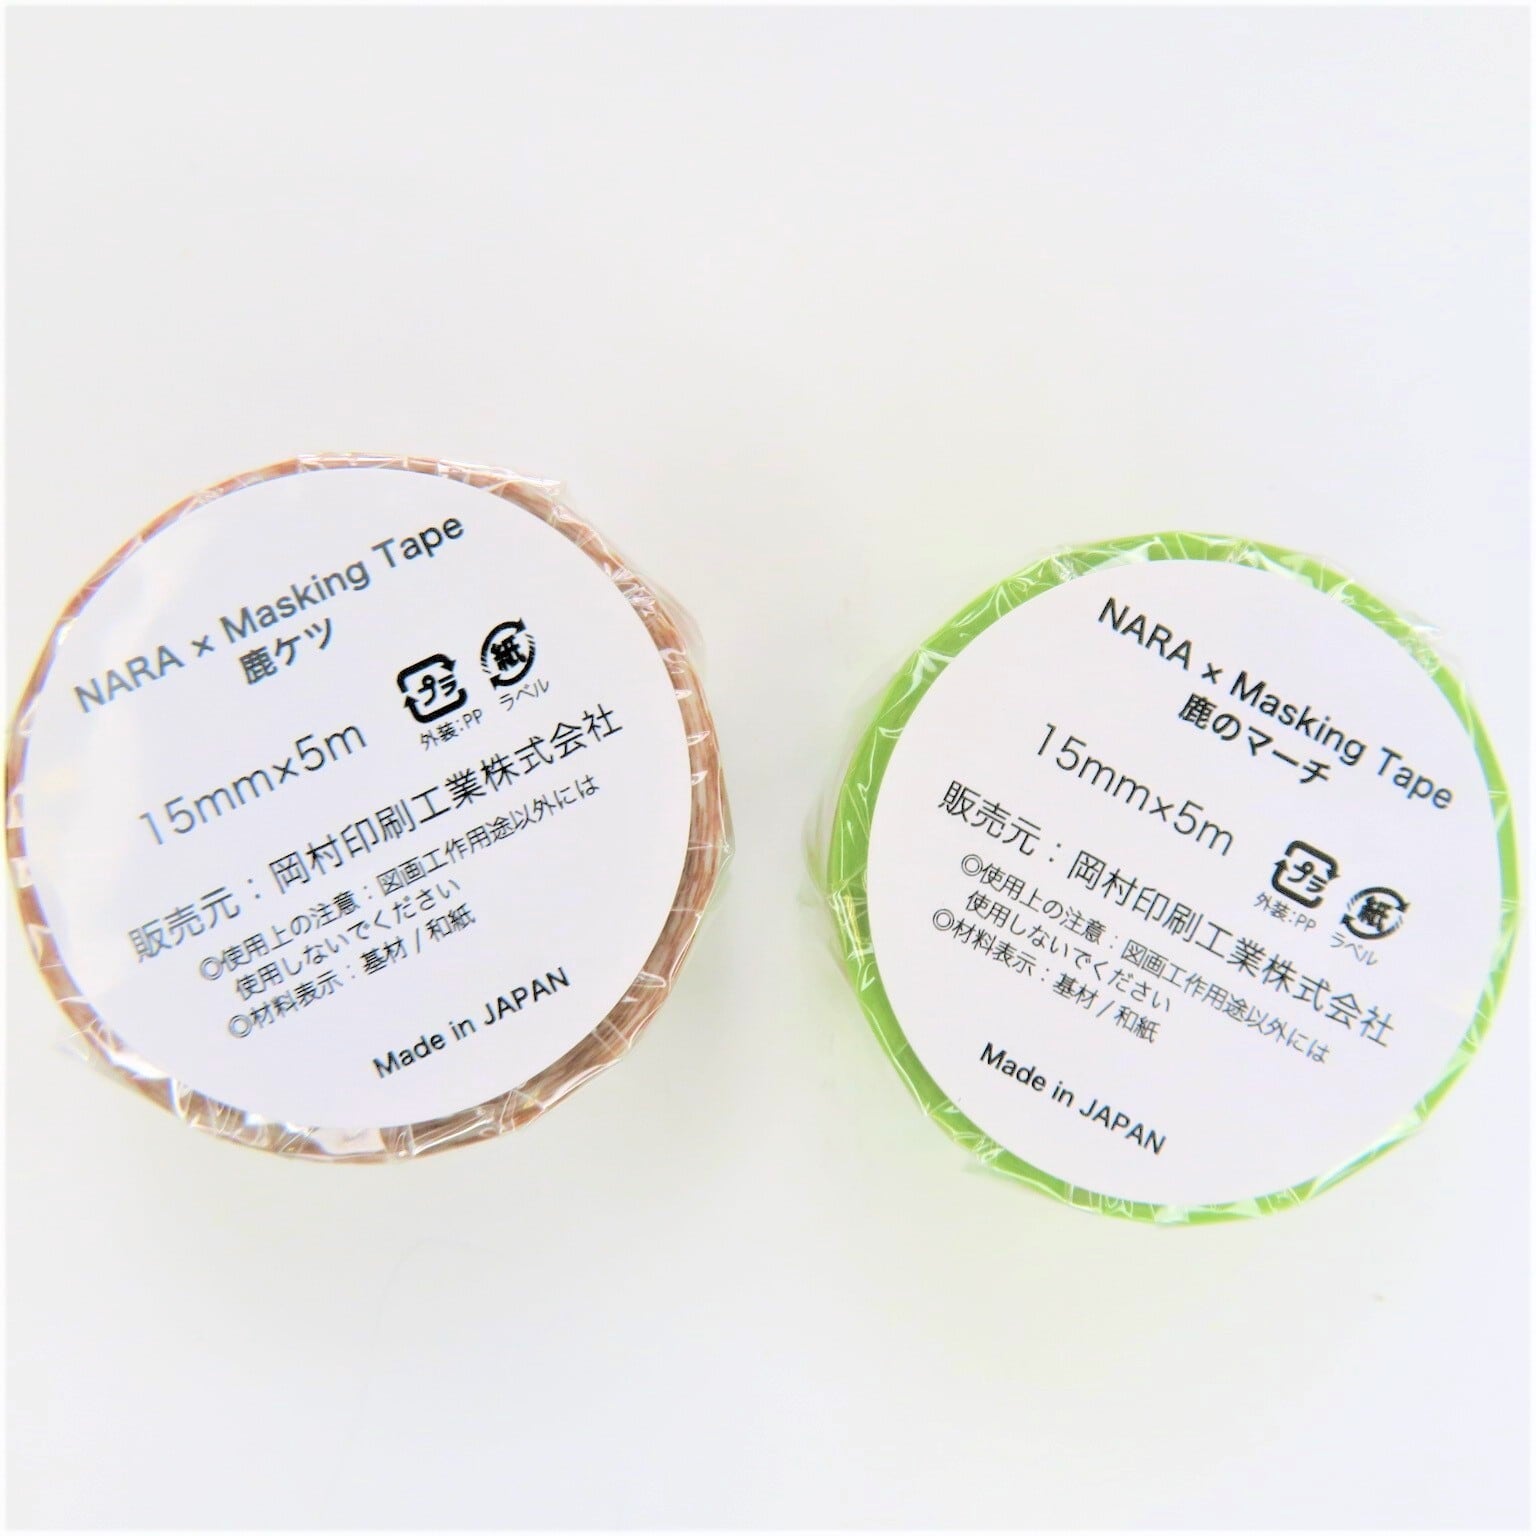 NARA × Masking Tape
鹿ケツ
15mm×5m
プラ
外装:PP
紙
ラベル
販売元:岡村印刷工業株式会社
◎使用上の注意:図画工作用途以外には
使用しないでください
◎材料表示:基材/和紙
Made in JAPAN
NARA × Masking Tape
鹿のマーチ
15mm×5m
プラ
外装:PP
紙
ラベル
販売元:岡村印刷工業株式会社
◎使用上の注意:図画工作用途以外には
使用しないでください
◎材料表示:基材/和紙
Made in JAPAN